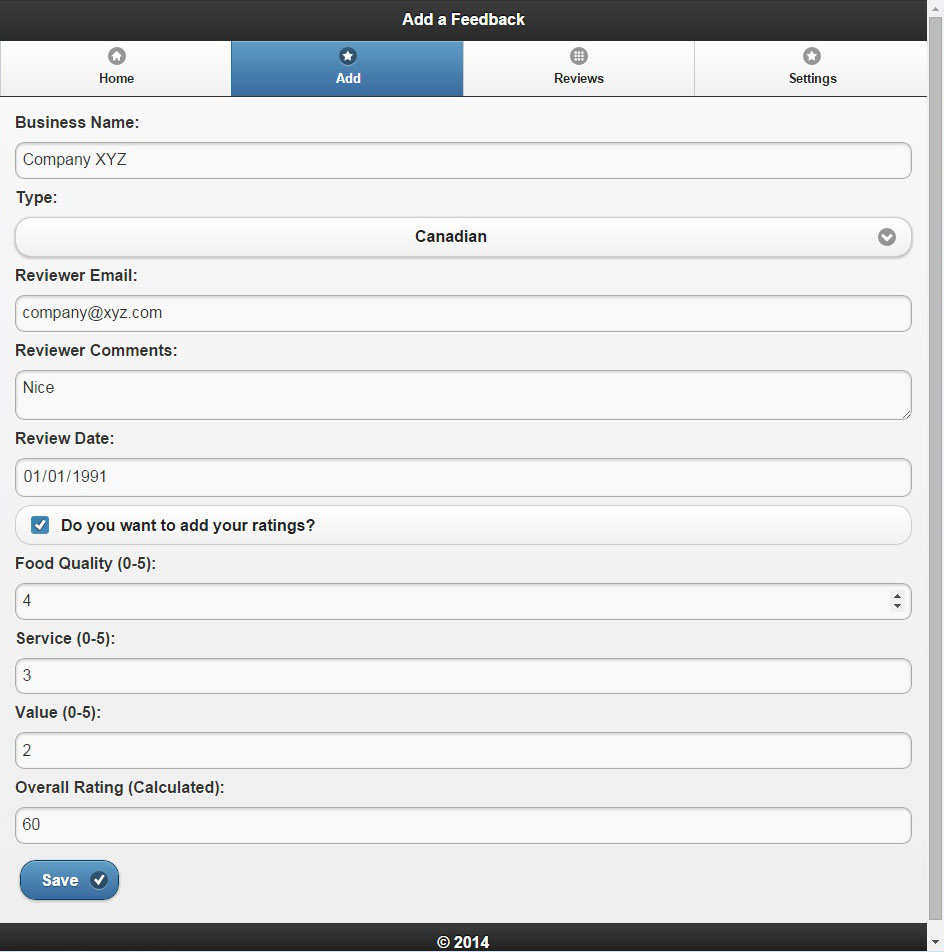 Add a Feedback
Home Add Reviews Settings
Business Name:
Company XYZ
Type:
Canadian
Reviewer Email:
company@xyz.com
Reviewer Comments:
Nice
Review Date:
01/01/1991
Do you want to add your ratings?
Food Quality (0-5):
4
Service (0-5):
3
Value (0-5):
2
Overall Rating (Calculated):
60
Save
© 2014